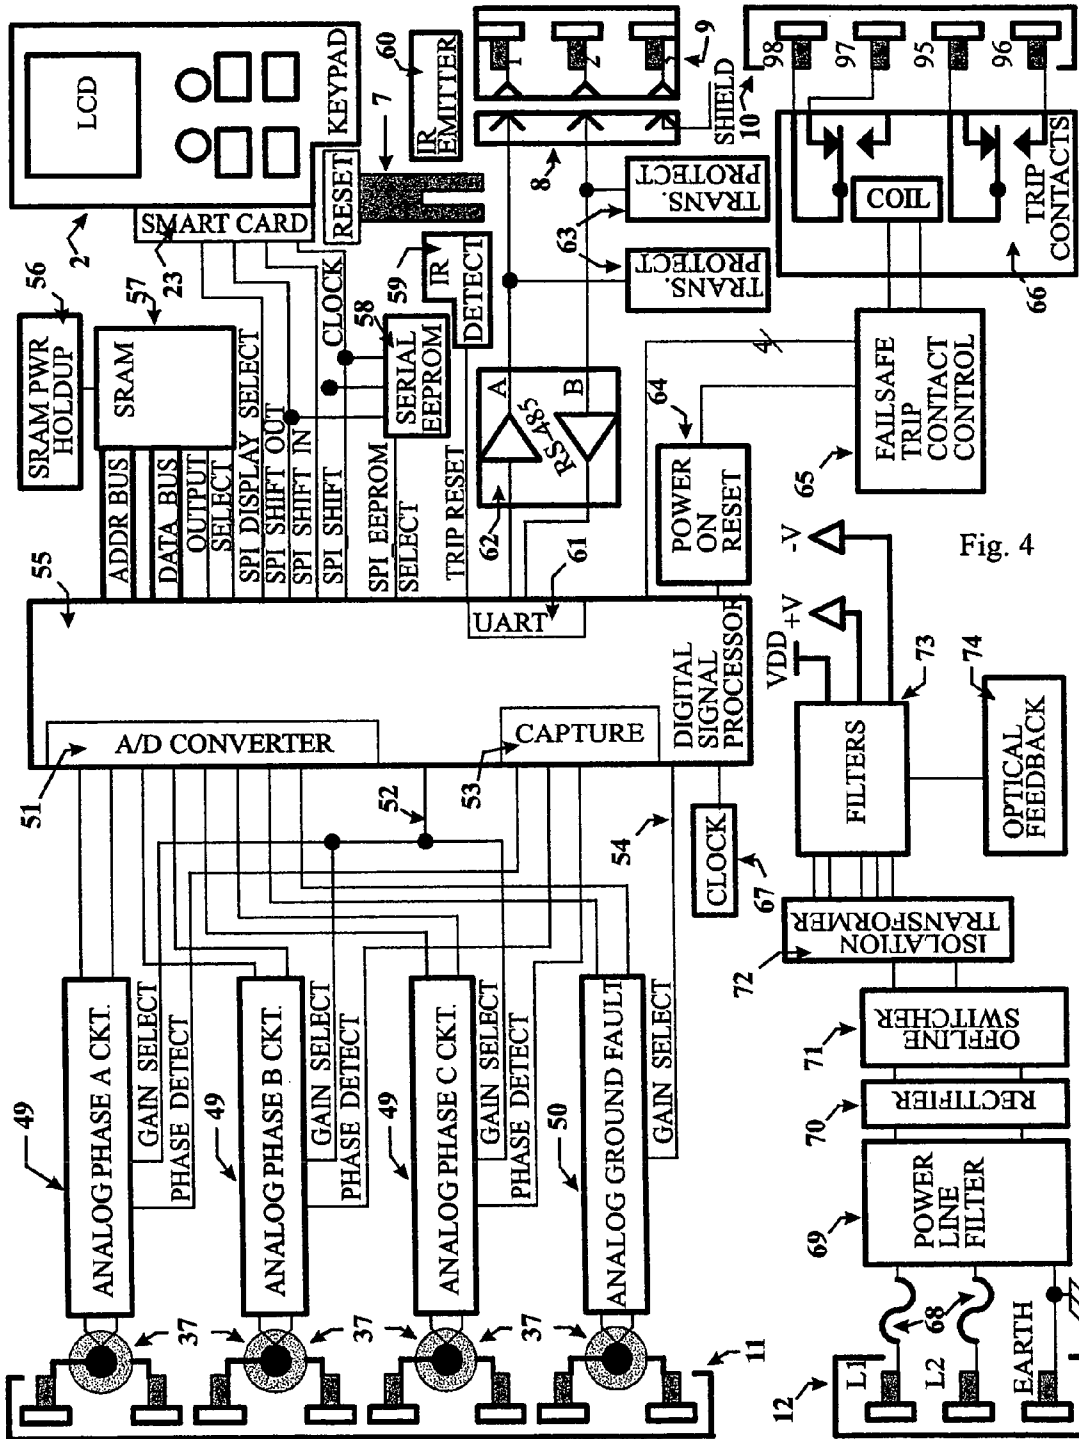 LCD
KEYPAD
2
SMART CARD
23
RESET
7
60
IR
EMITTER
1
2
3
9
SHIELD
8
10
98
97
95
96
TRIP
CONTACTS
COIL
66
TRANS.
PROTECT
TRANS.
PROTECT
63
56
SRAM PWR
HOLDUP
57
SRAM
ADDR BUS
DATA BUS
OUTPUT
SELECT
SPI DISPLAY SELECT
SPI SHIFT OUT
SPI SHIFT IN
SPI SHIFT
CLOCK
58
SERIAL
EEPROM
SPI EEPROM
SELECT
59
IR
DETECT
TRIP RESET
A
B
RS-485
62
61
4
64
POWER
ON
RESET
65
FAILSAFE
TRIP
CONTACT
CONTROL
55
UART
DIGITAL
SIGNAL
PROCESSOR
A/D CONVERTER
51
CAPTURE
53
52
54
CLOCK
67
Fig. 4
-V
+V
VDD
73
FILTERS
74
OPTICAL
FEEDBACK
ISOLATION
TRANSFORMER
72
OFFLINE
SWITCHER
71
RECTIFIER
70
POWER
LINE
FILTER
69
68
L1
L2
EARTH
12
49
ANALOG PHASE A CKT.
GAIN SELECT
PHASE DETECT
49
ANALOG PHASE B CKT.
GAIN SELECT
PHASE DETECT
49
ANALOG PHASE C CKT.
GAIN SELECT
PHASE DETECT
50
ANALOG GROUND FAULT
GAIN SELECT
37
37
37
37
11